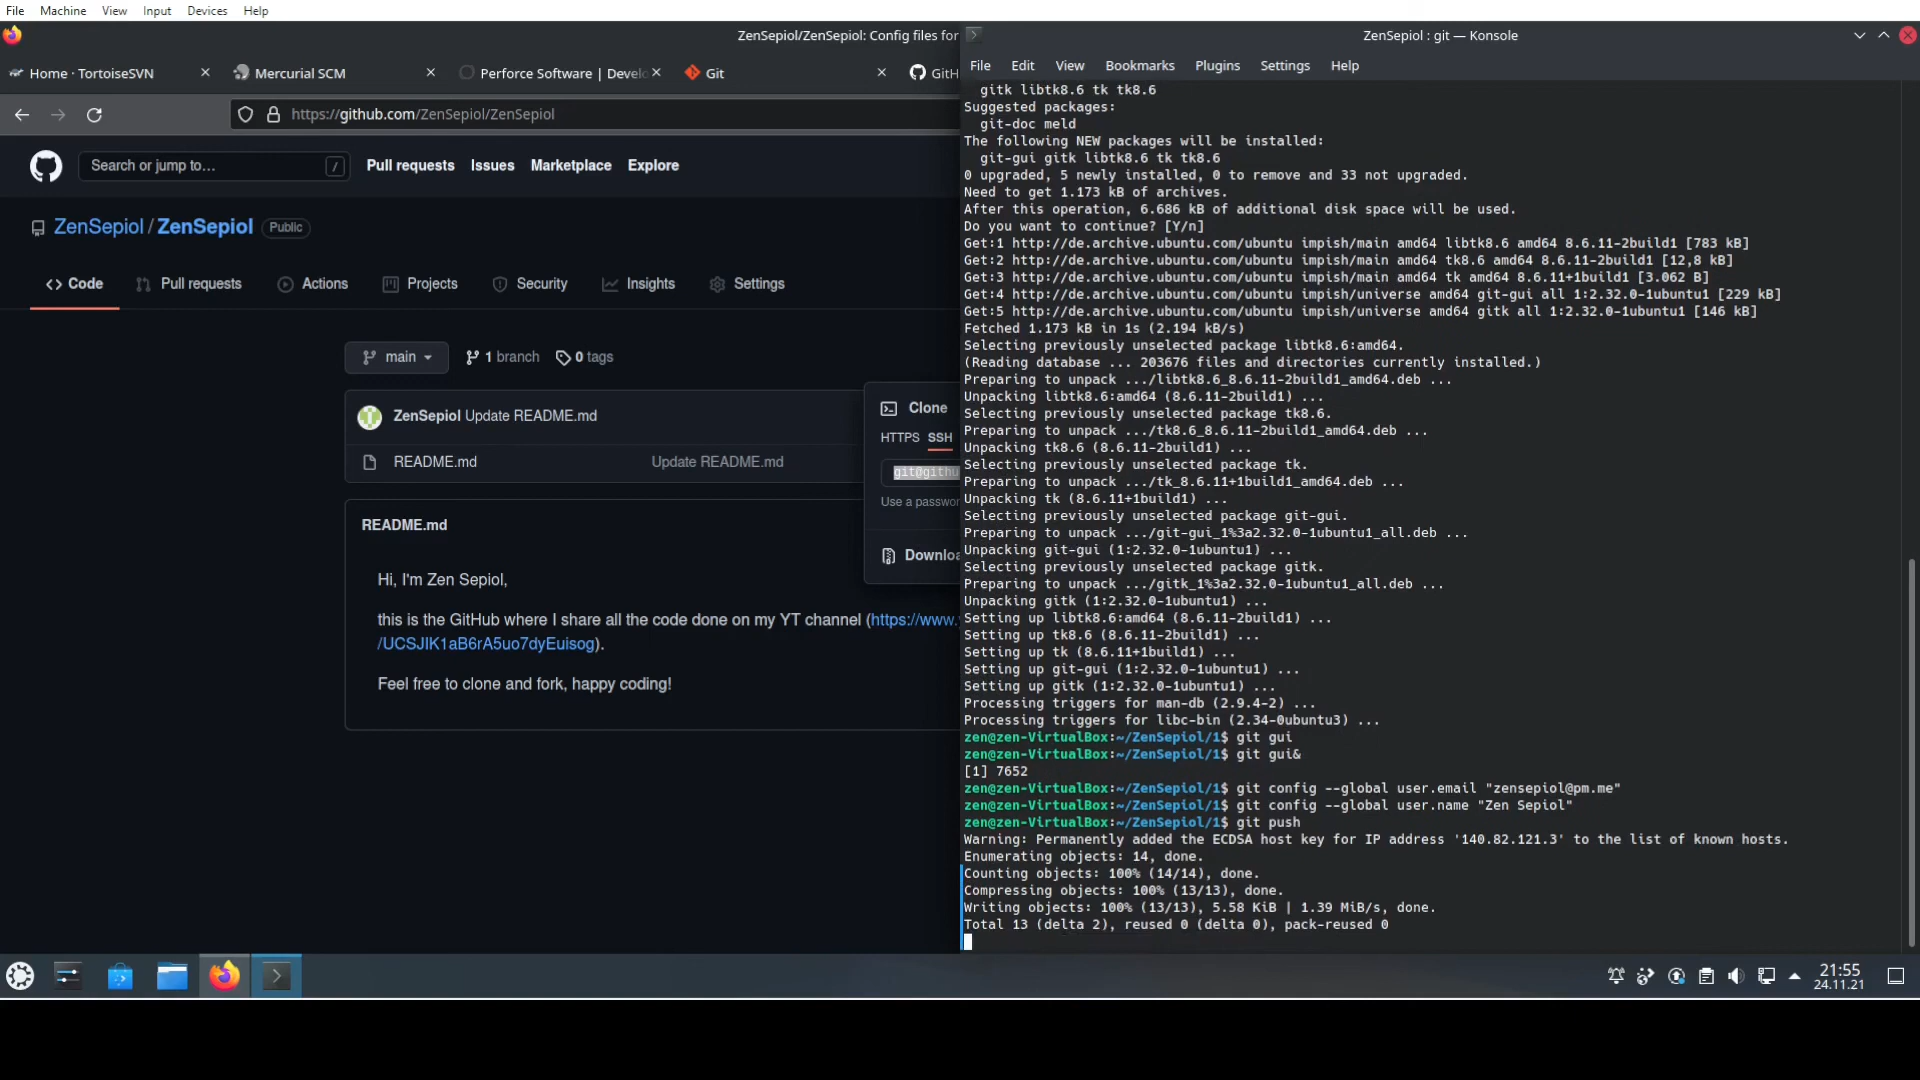 File Machine View Input Devices Help
ZenSepiol/ZenSepiol: Config files for
Home · TortoiseSVN
Mercurial SCM
Perforce Software | Develo
Git
GitH
https://github.com/ZenSepiol/ZenSepiol
Search or jump to… /
Pull requests Issues Marketplace Explore
ZenSepiol / ZenSepiol Public
<> Code Pull requests Actions Projects Security Insights Settings
main 1 branch 0 tags
ZenSepiol Update README.md
README.md Update README.md
Clone
HTTPS SSH
git@githu
Use a passwor
Downloa
README.md
Hi, I'm Zen Sepiol,
this is the GitHub where I share all the code done on my YT channel (https://www.
/UCSJIK1aB6rA5uo7dyEuisog).
Feel free to clone and fork, happy coding!
ZenSepiol : git — Konsole
File Edit View Bookmarks Plugins Settings Help
gitk libtk8.6 tk tk8.6
Suggested packages:
git-doc meld
The following NEW packages will be installed:
git-gui gitk libtk8.6 tk tk8.6
0 upgraded, 5 newly installed, 0 to remove and 33 not upgraded.
Need to get 1.173 kB of archives.
After this operation, 6.686 kB of additional disk space will be used.
Do you want to continue? [Y/n]
Get:1 http://de.archive.ubuntu.com/ubuntu impish/main amd64 libtk8.6 amd64 8.6.11-2build1 [783 kB]
Get:2 http://de.archive.ubuntu.com/ubuntu impish/main amd64 tk8.6 amd64 8.6.11-2build1 [12,8 kB]
Get:3 http://de.archive.ubuntu.com/ubuntu impish/main amd64 tk amd64 8.6.11+1build1 [3.062 B]
Get:4 http://de.archive.ubuntu.com/ubuntu impish/universe amd64 git-gui all 1:2.32.0-1ubuntu1 [229 kB]
Get:5 http://de.archive.ubuntu.com/ubuntu impish/universe amd64 gitk all 1:2.32.0-1ubuntu1 [146 kB]
Fetched 1.173 kB in 1s (2.194 kB/s)
Selecting previously unselected package libtk8.6:amd64.
(Reading database ... 203676 files and directories currently installed.)
Preparing to unpack .../libtk8.6_8.6.11-2build1_amd64.deb ...
Unpacking libtk8.6:amd64 (8.6.11-2build1) ...
Selecting previously unselected package tk8.6.
Preparing to unpack .../tk8.6_8.6.11-2build1_amd64.deb ...
Unpacking tk8.6 (8.6.11-2build1) ...
Selecting previously unselected package tk.
Preparing to unpack .../tk_8.6.11+1build1_amd64.deb ...
Unpacking tk (8.6.11+1build1) ...
Selecting previously unselected package git-gui.
Preparing to unpack .../git-gui_1%3a2.32.0-1ubuntu1_all.deb ...
Unpacking git-gui (1:2.32.0-1ubuntu1) ...
Selecting previously unselected package gitk.
Preparing to unpack .../gitk_1%3a2.32.0-1ubuntu1_all.deb ...
Unpacking gitk (1:2.32.0-1ubuntu1) ...
Setting up libtk8.6:amd64 (8.6.11-2build1) ...
Setting up tk8.6 (8.6.11-2build1) ...
Setting up tk (8.6.11+1build1) ...
Setting up git-gui (1:2.32.0-1ubuntu1) ...
Setting up gitk (1:2.32.0-1ubuntu1) ...
Processing triggers for man-db (2.9.4-2) ...
Processing triggers for libc-bin (2.34-0ubuntu3) ...
zen@zen-VirtualBox:~/ZenSepiol/1$ git gui
zen@zen-VirtualBox:~/ZenSepiol/1$ git gui&
[1] 7652
zen@zen-VirtualBox:~/ZenSepiol/1$ git config --global user.email "zensepiol@pm.me"
zen@zen-VirtualBox:~/ZenSepiol/1$ git config --global user.name "Zen Sepiol"
zen@zen-VirtualBox:~/ZenSepiol/1$ git push
Warning: Permanently added the ECDSA host key for IP address '140.82.121.3' to the list of known hosts.
Enumerating objects: 14, done.
Counting objects: 100% (14/14), done.
Compressing objects: 100% (13/13), done.
Writing objects: 100% (13/13), 5.58 KiB | 1.39 MiB/s, done.
Total 13 (delta 2), reused 0 (delta 0), pack-reused 0
21:55
24.11.21